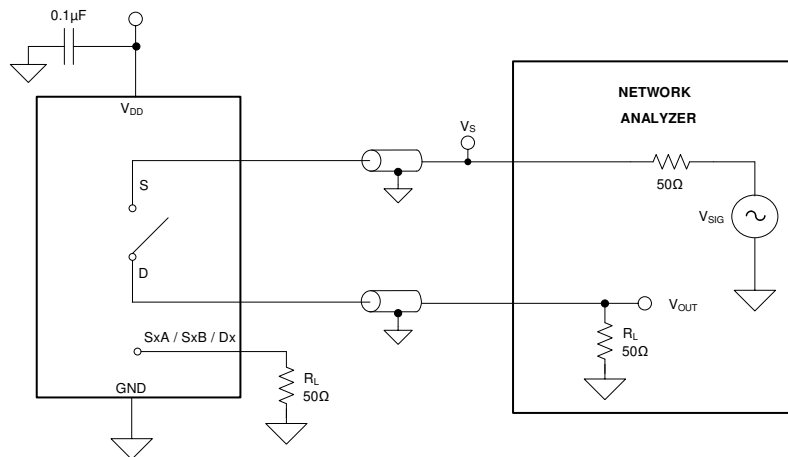 0.1µF
V_DD
NETWORK
ANALYZER
V_S
S
50Ω
V_SIG
D
V_OUT
SxA / SxB / Dx
R_L
50Ω
R_L
50Ω
GND